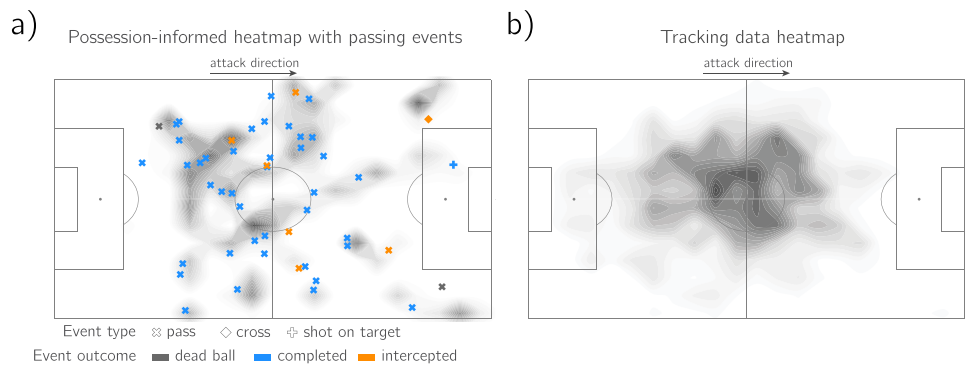 a)
Possession-informed heatmap with passing events
attack direction
Event type pass cross shot on target
Event outcome dead ball completed intercepted
b)
Tracking data heatmap
attack direction